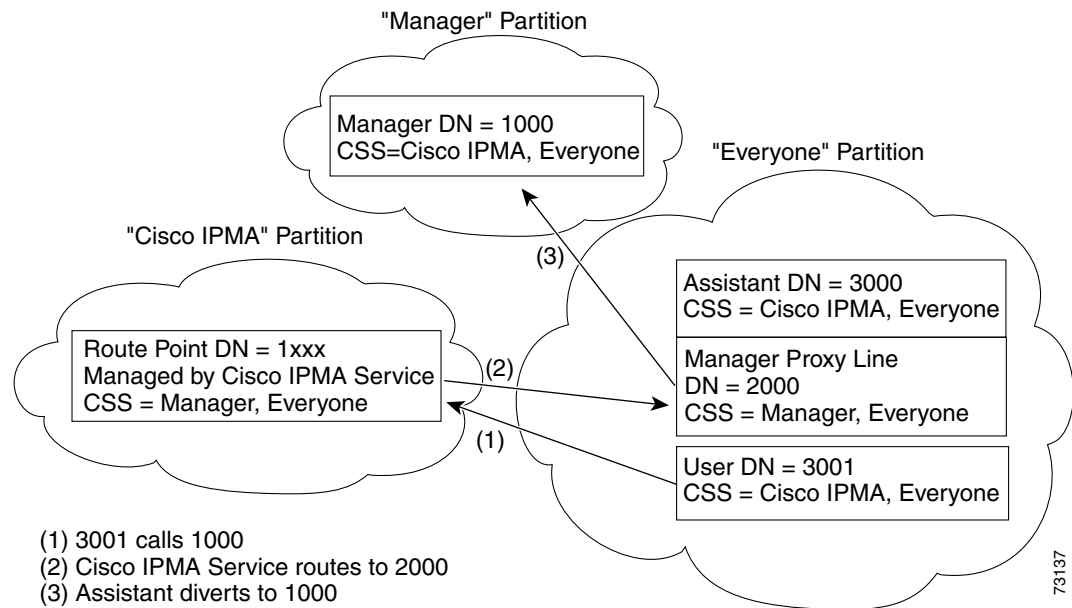 "Manager" Partition
Manager DN = 1000
CSS=Cisco IPMA, Everyone
"Everyone" Partition
"Cisco IPMA" Partition
(3)
Assistant DN = 3000
CSS = Cisco IPMA, Everyone
Route Point DN = 1xxx
Managed by Cisco IPMA Service
CSS = Manager, Everyone
(2)
Manager Proxy Line
DN = 2000
CSS = Manager, Everyone
(1)
User DN = 3001
CSS = Cisco IPMA, Everyone
(1) 3001 calls 1000
(2) Cisco IPMA Service routes to 2000
(3) Assistant diverts to 1000
73137